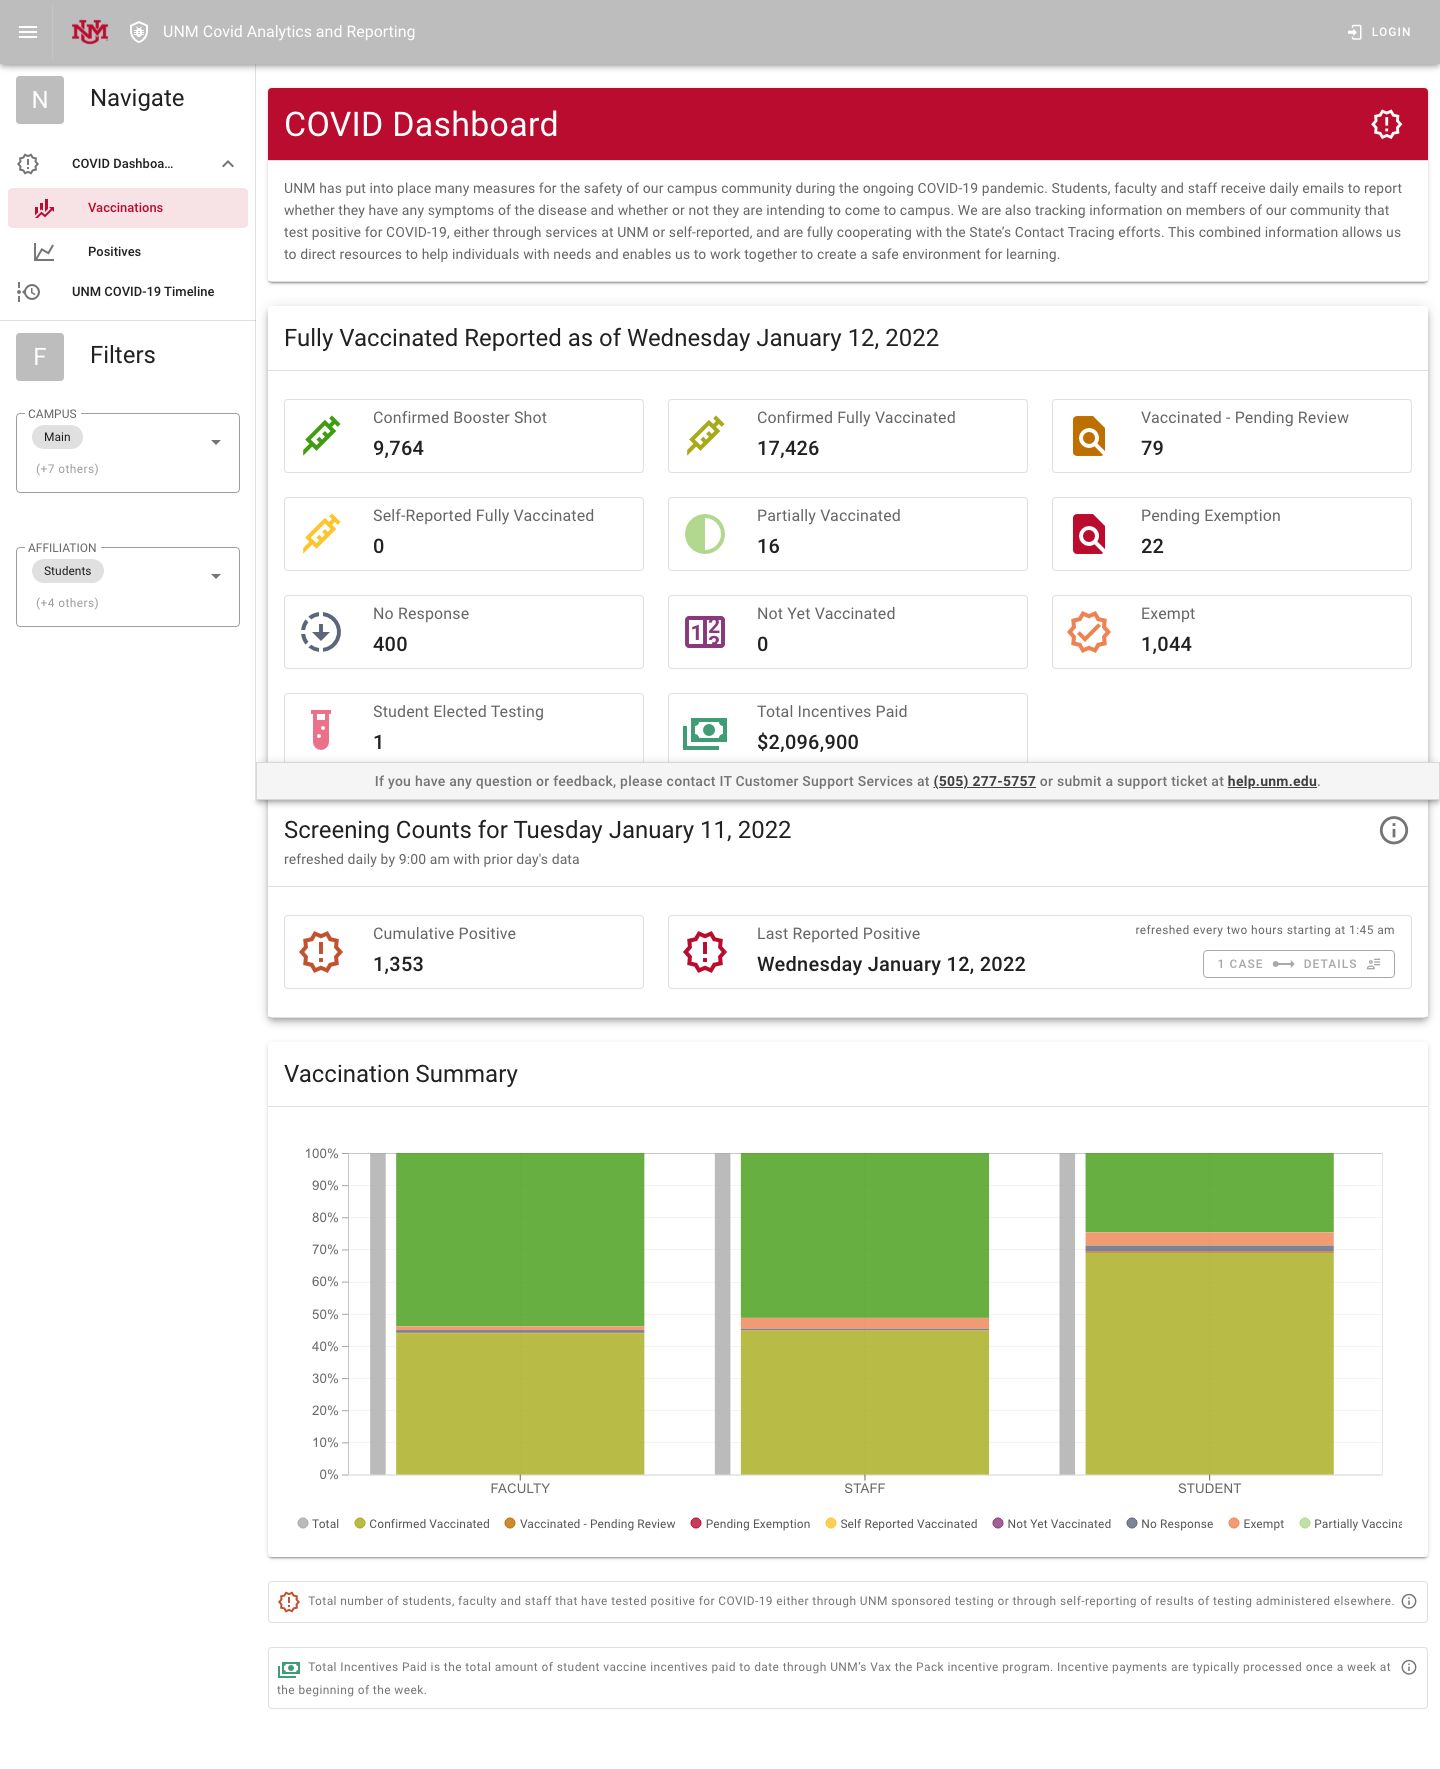 UNM
UNM Covid Analytics and Reporting
LOGIN
N
Navigate
COVID Dashboa...
Vaccinations
Positives
UNM COVID-19 Timeline
F
Filters
CAMPUS
Main
(+7 others)
AFFILIATION
Students
(+4 others)
COVID Dashboard
UNM has put into place many measures for the safety of our campus community during the ongoing COVID-19 pandemic. Students, faculty and staff receive daily emails to report
whether they have any symptoms of the disease and whether or not they are intending to come to campus. We are also tracking information on members of our community that
test positive for COVID-19, either through services at UNM or self-reported, and are fully cooperating with the State's Contact Tracing efforts. This combined information allows us
to direct resources to help individuals with needs and enables us to work together to create a safe environment for learning.
Fully Vaccinated Reported as of Wednesday January 12, 2022
Confirmed Booster Shot
9,764
Confirmed Fully Vaccinated
17,426
Vaccinated - Pending Review
79
Self-Reported Fully Vaccinated
0
Partially Vaccinated
16
Pending Exemption
22
No Response
400
Not Yet Vaccinated
0
Exempt
1,044
Student Elected Testing
1
Total Incentives Paid
$2,096,900
If you have any question or feedback, please contact IT Customer Support Services at (505) 277-5757 or submit a support ticket at help.unm.edu.
Screening Counts for Tuesday January 11, 2022
refreshed daily by 9:00 am with prior day's data
Cumulative Positive
1,353
Last Reported Positive
Wednesday January 12, 2022
refreshed every two hours starting at 1:45 am
1 CASE DETAILS
Vaccination Summary
100%
90%
80%
70%
60%
50%
40%
30%
20%
10%
0%
FACULTY STAFF STUDENT
Total Confirmed Vaccinated Vaccinated - Pending Review Pending Exemption Self Reported Vaccinated Not Yet Vaccinated No Response Exempt Partially Vaccina
Total number of students, faculty and staff that have tested positive for COVID-19 either through UNM sponsored testing or through self-reporting of results of testing administered elsewhere.
Total Incentives Paid is the total amount of student vaccine incentives paid to date through UNM's Vax the Pack incentive program. Incentive payments are typically processed once a week at
the beginning of the week.